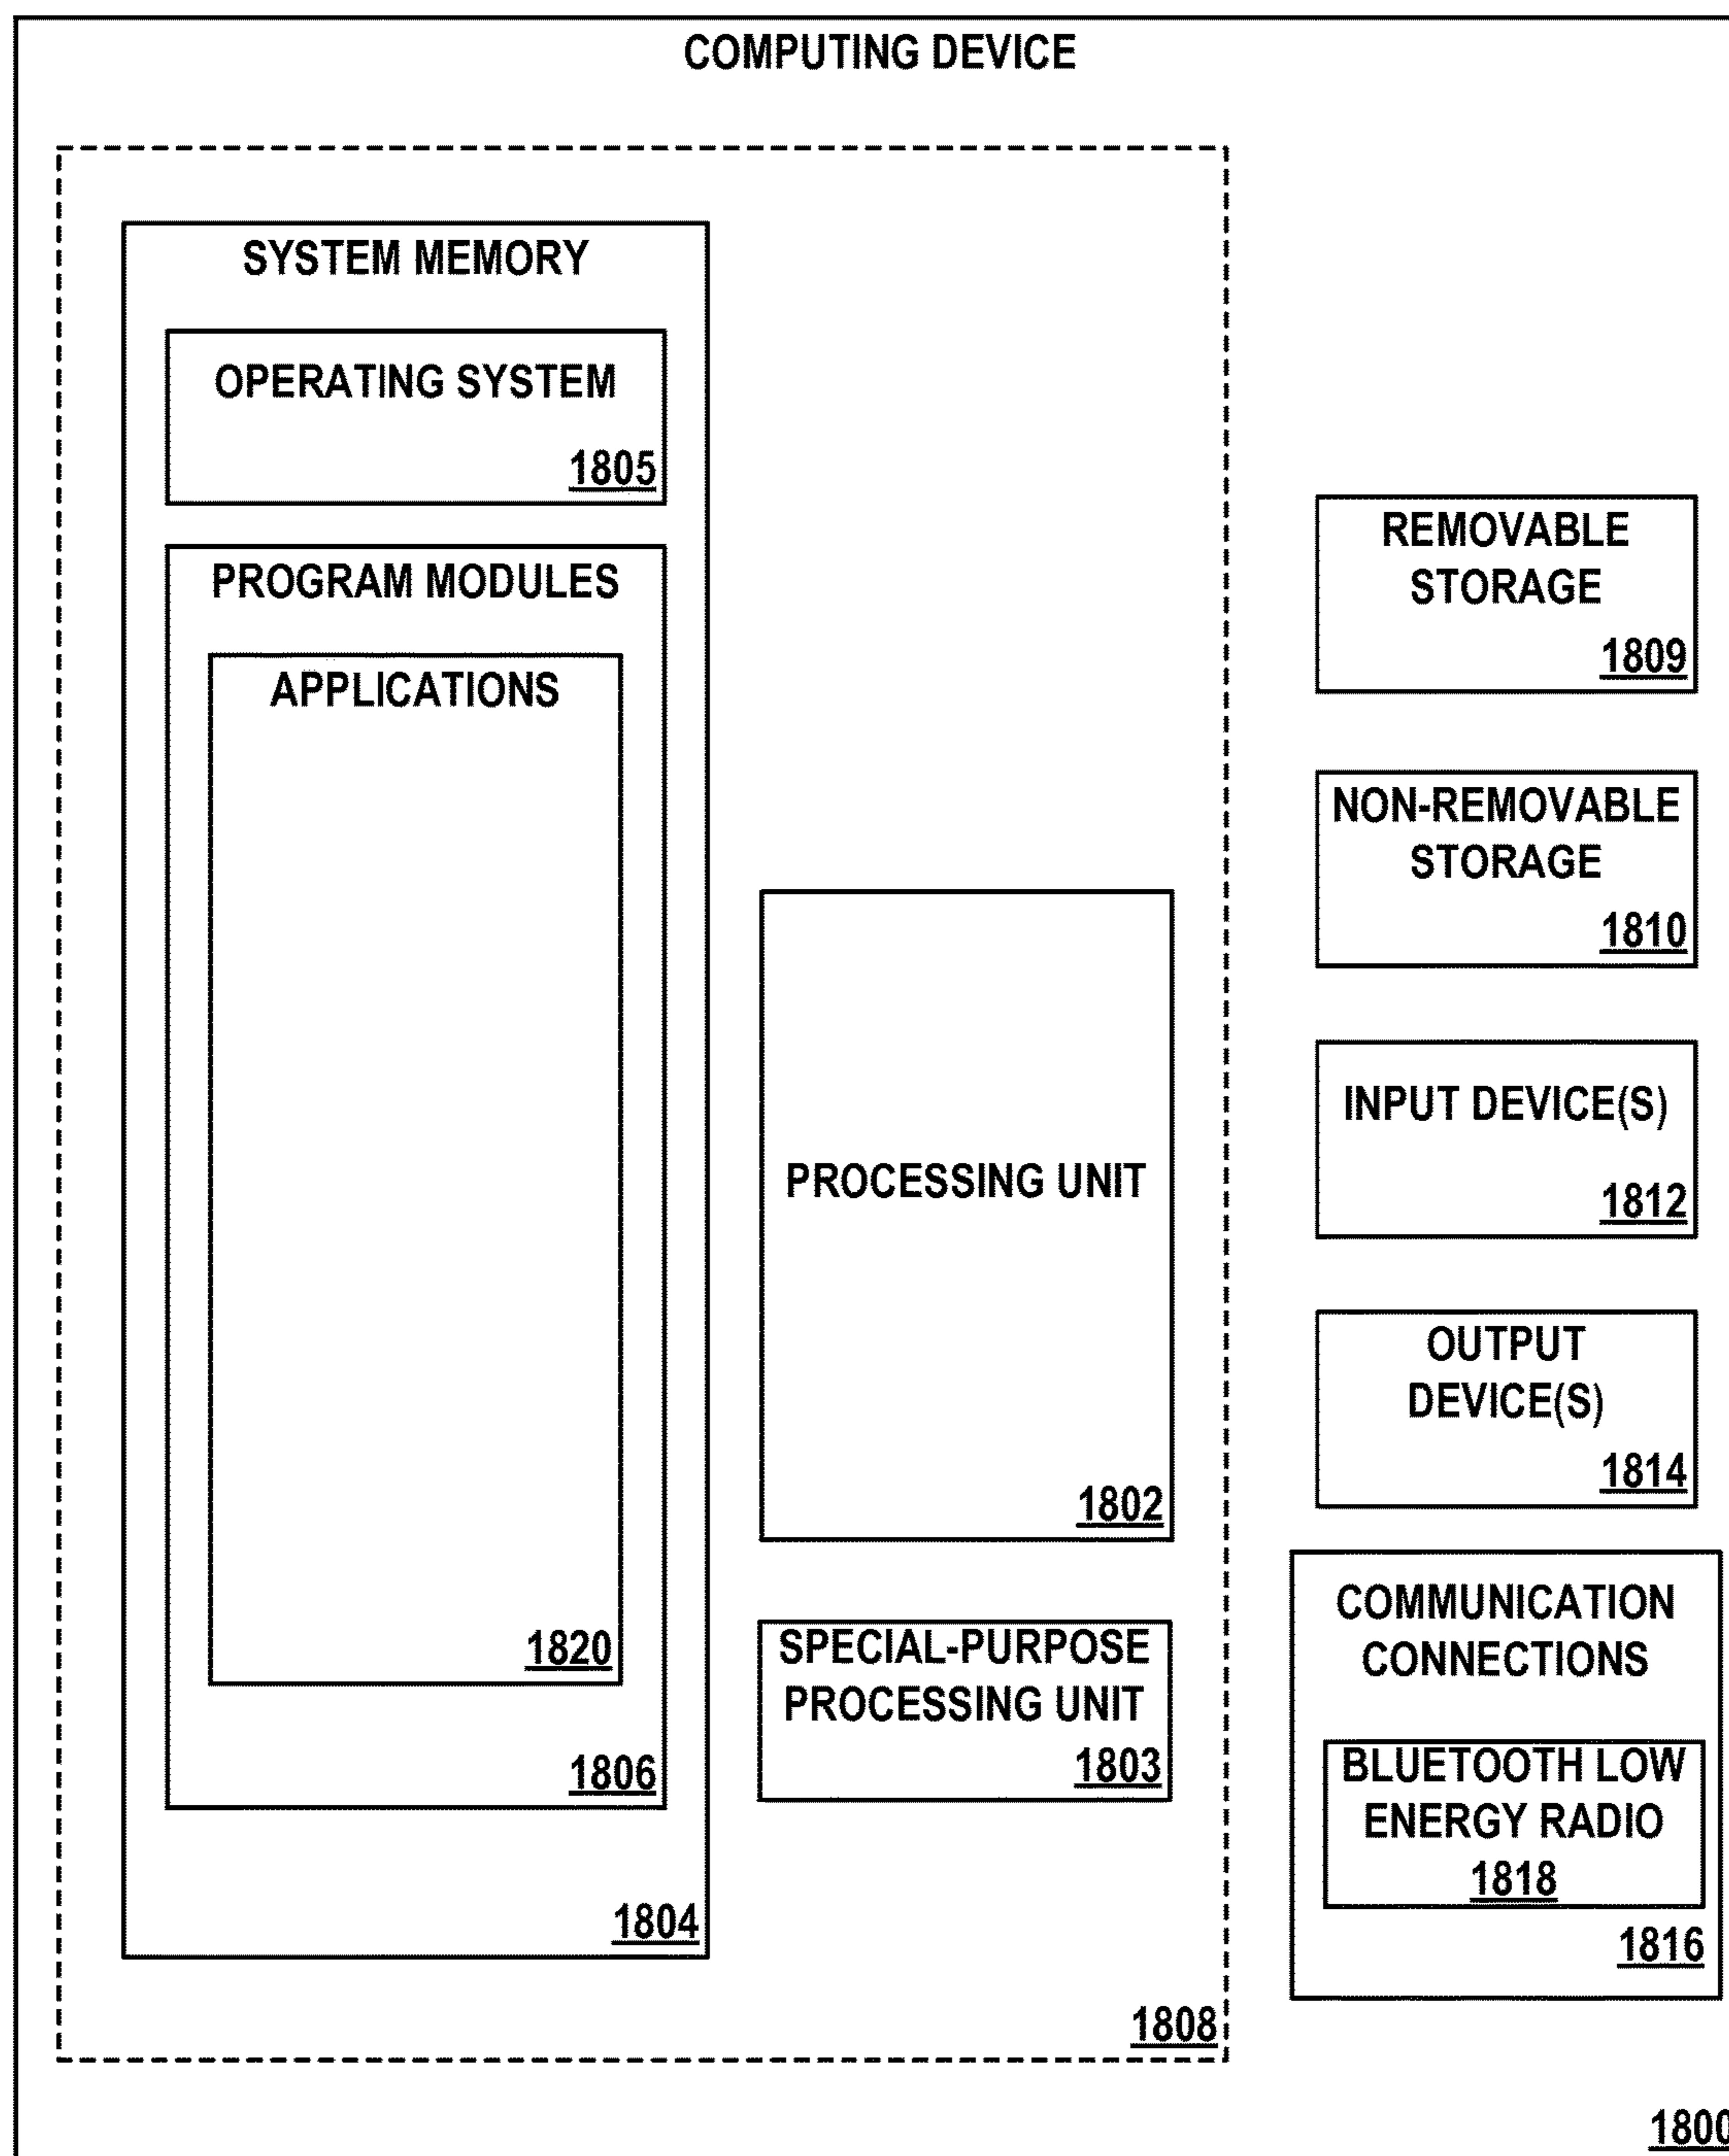 COMPUTING DEVICE
SYSTEM MEMORY
OPERATING SYSTEM
1805
PROGRAM MODULES
APPLICATIONS
1820
1806
1804
PROCESSING UNIT
1802
SPECIAL-PURPOSE
PROCESSING UNIT
1803
1808
REMOVABLE
STORAGE
1809
NON-REMOVABLE
STORAGE
1810
INPUT DEVICE(S)
1812
OUTPUT
DEVICE(S)
1814
COMMUNICATION
CONNECTIONS
BLUETOOTH LOW
ENERGY RADIO
1818
1816
1800